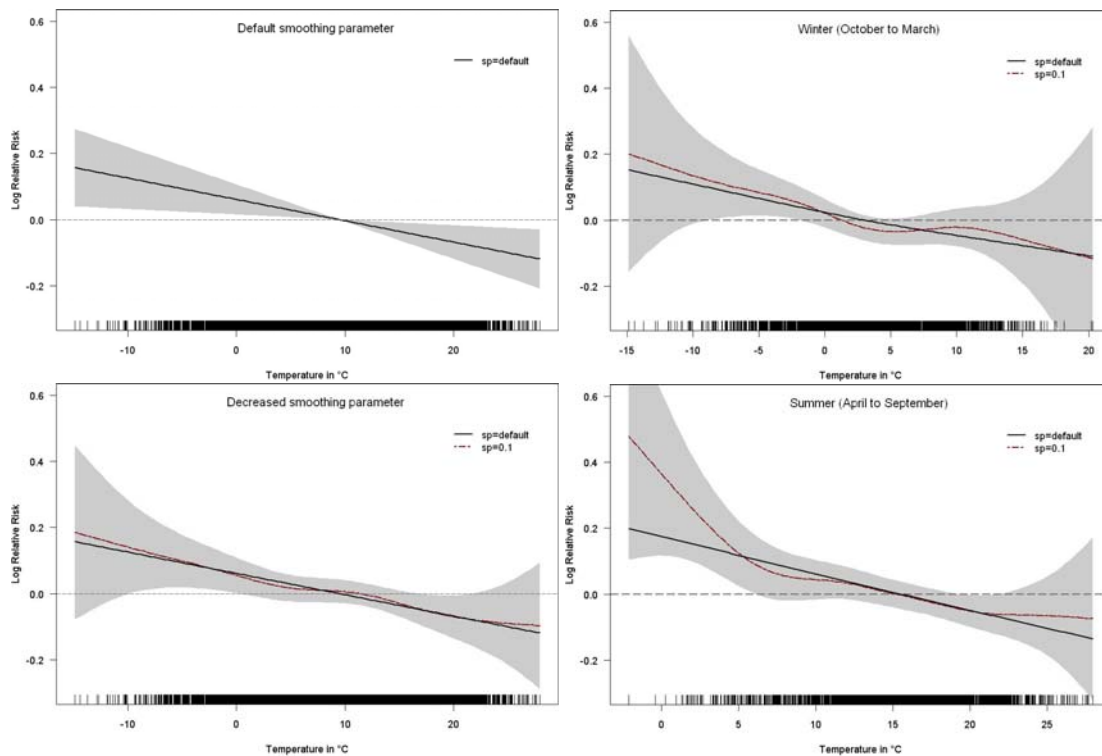 Default smoothing parameter
sp=default
Log Relative Risk
0.6
0.4
0.2
0.0
-0.2
-10 0 10 20
Temperature in °C
Winter (October to March)
sp=default
sp=0.1
Log Relative Risk
0.6
0.4
0.2
0.0
-0.2
-15 -10 -5 0 5 10 15 20
Temperature in °C
Decreased smoothing parameter
sp=default
sp=0.1
Log Relative Risk
0.6
0.4
0.2
0.0
-0.2
-10 0 10 20
Temperature in °C
Summer (April to September)
sp=default
sp=0.1
Log Relative Risk
0.6
0.4
0.2
0.0
-0.2
0 5 10 15 20 25
Temperature in °C